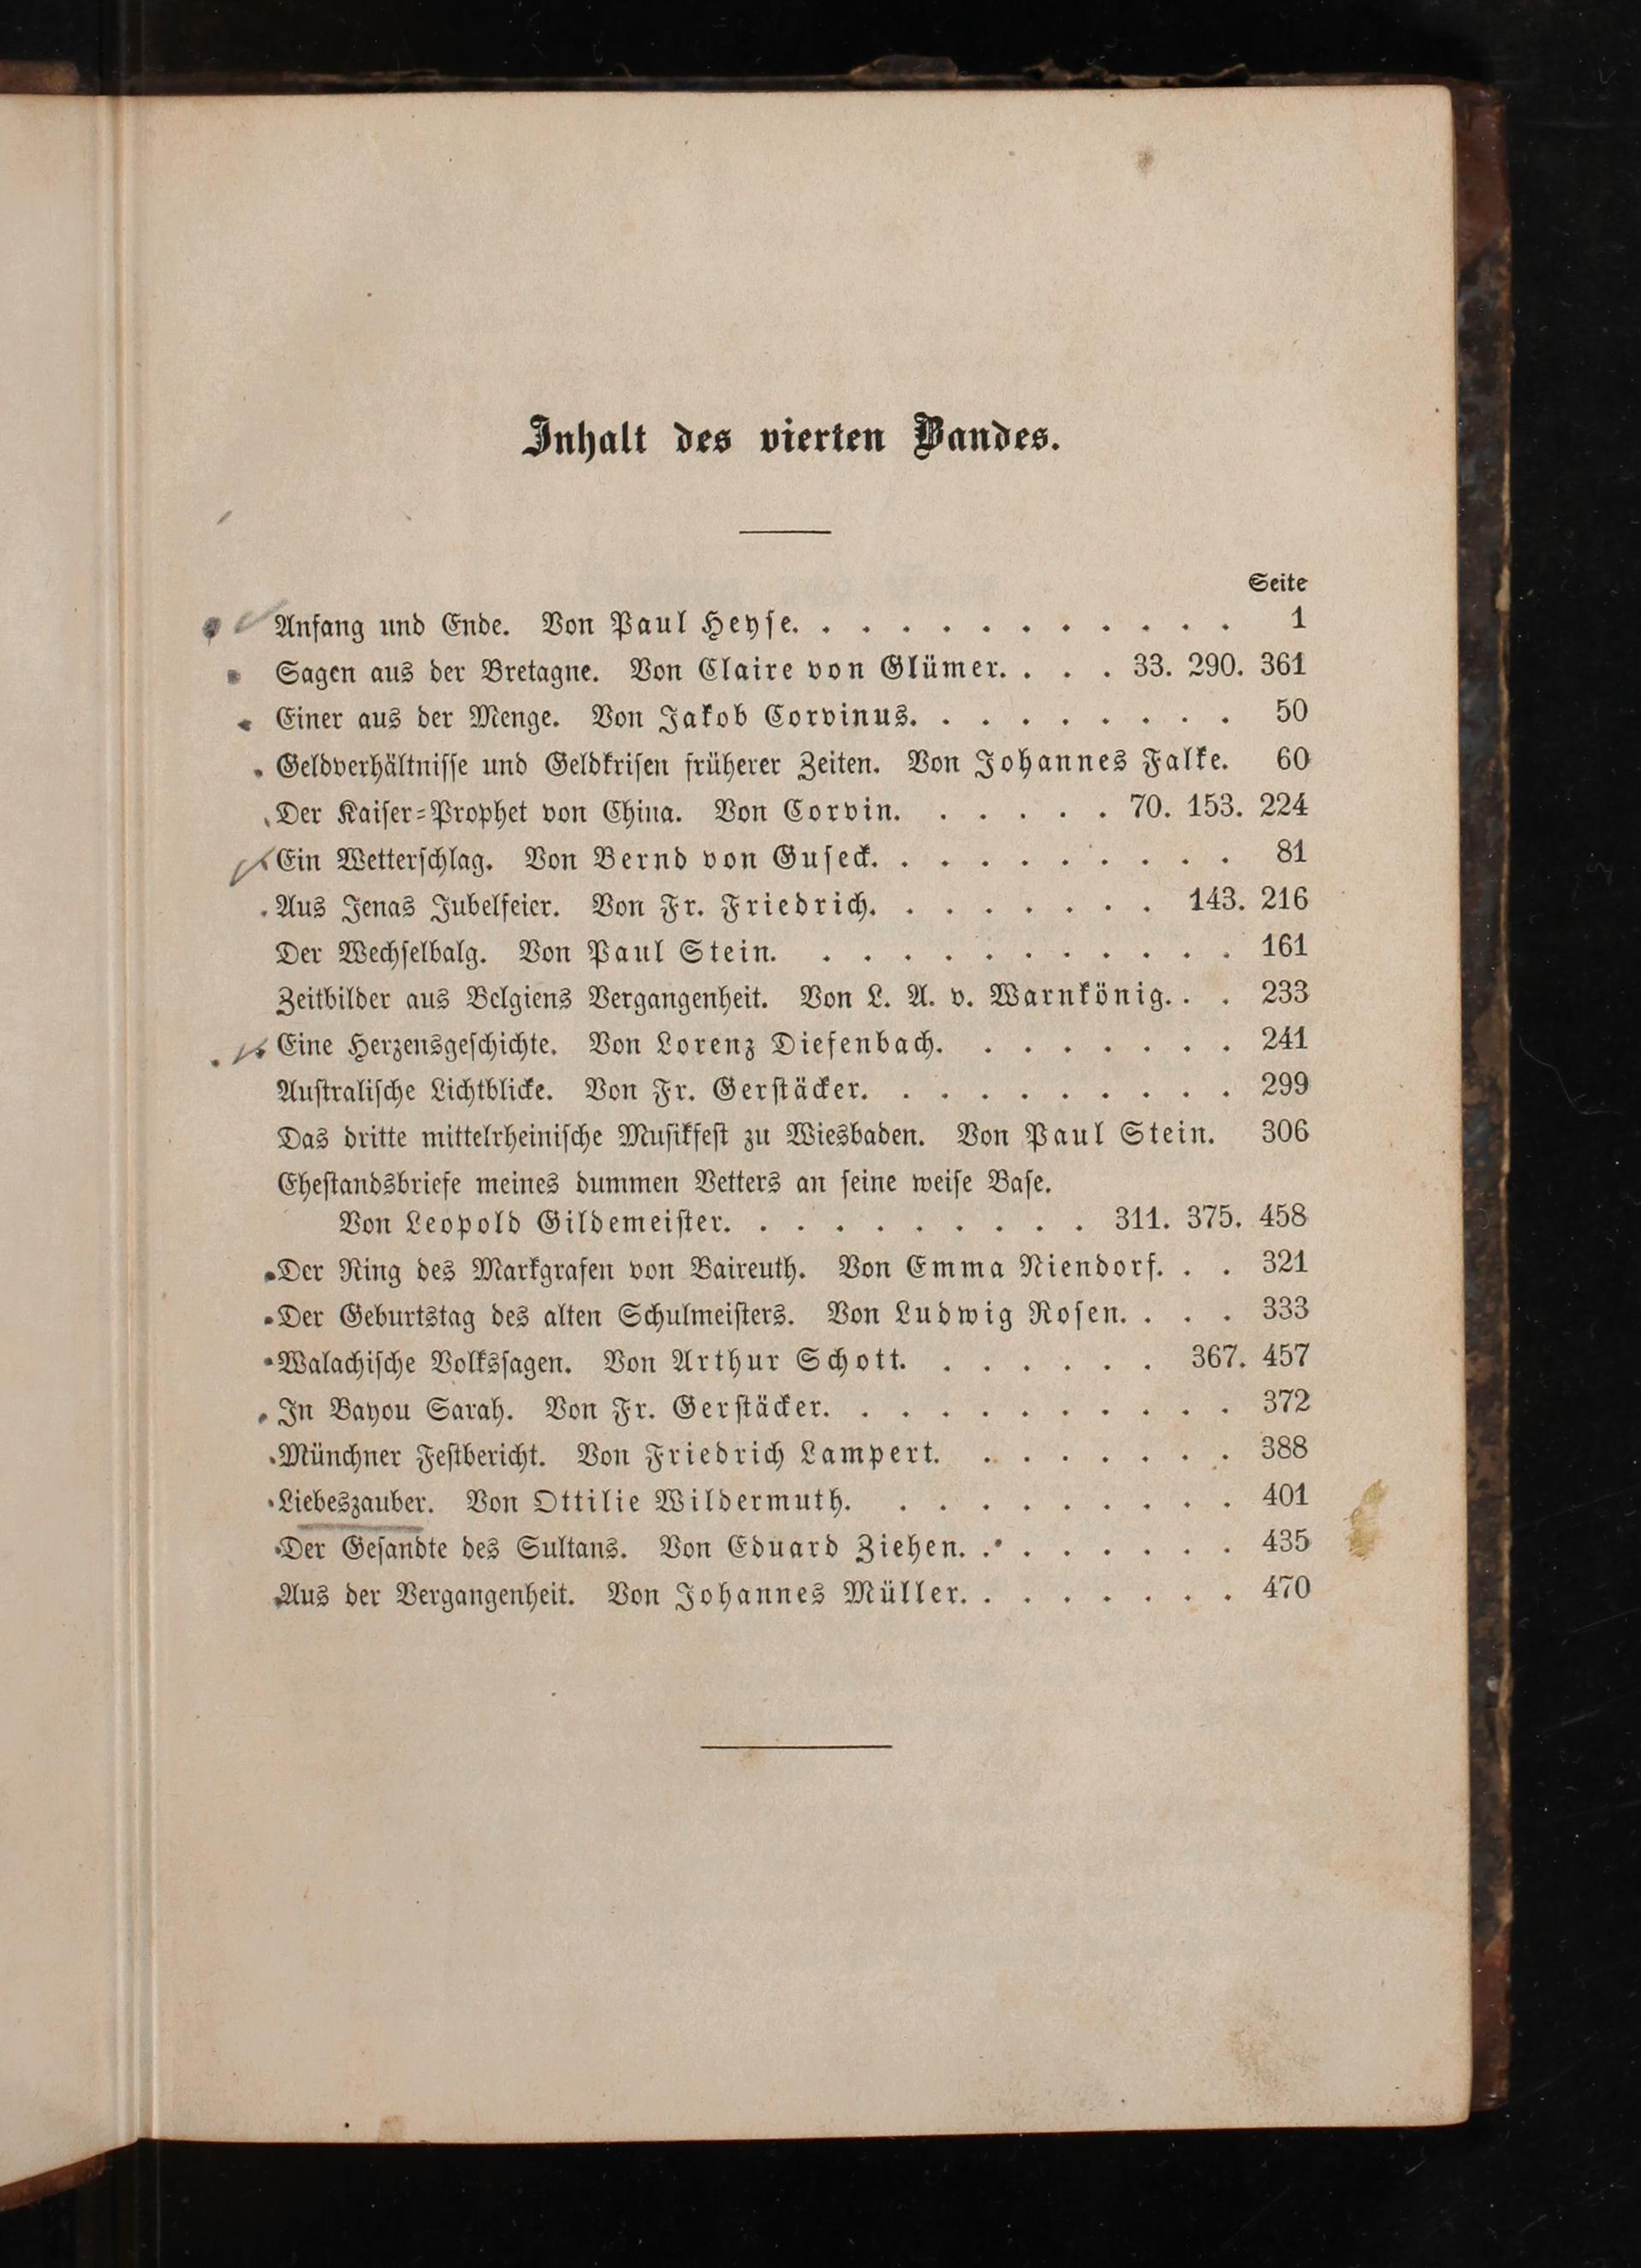 Inhalt des vierten Bandes.
Seite
Anfang und Ende. Von Paul Heyse. . . . . . . . . . . . 1
Sagen aus der Bretagne. Von Claire von Glümer. . . . 33. 290. 361
Einer aus der Menge. Von Jakob Corvinus. . . . . . . . . 50
Geldverhältnisse und Geldkrisen früherer Zeiten. Von Johannes Falke. 60
Der Kaiser=Prophet von China. Von Corvin. . . . . . 70. 153. 224
Ein Wetterschlag. Von Bernd von Guseck. . . . . . . . . . 81
Aus Jenas Jubelfeier. Von Fr. Friedrich. . . . . . . . 143. 216
Der Wechselbalg. Von Paul Stein. . . . . . . . . . . . 161
Zeitbilder aus Belgiens Vergangenheit. Von L. A. v. Warnkönig. . . 233
Eine Herzensgeschichte. Von Lorenz Diefenbach. . . . . . . . 241
Australische Lichtblicke. Von Fr. Gerstäcker. . . . . . . . . . 299
Das dritte mittelrheinische Musikfest zu Wiesbaden. Von Paul Stein. 306
Ehestandsbriefe meines dummen Vetters an seine weise Base.
Von Leopold Gildemeister. . . . . . . . . . 311. 375. 458
Der Ring des Markgrafen von Baireuth. Von Emma Niendorf. . . 321
Der Geburtstag des alten Schulmeisters. Von Ludwig Rosen. . . . 333
Walachische Volkssagen. Von Arthur Schott. . . . . . . 367. 457
In Bayou Sarah. Von Fr. Gerstäcker. . . . . . . . . . . 372
Münchner Festbericht. Von Friedrich Lampert. . . . . . . . 388
Liebeszauber. Von Ottilie Wildermuth. . . . . . . . . . 401
Der Gesandte des Sultans. Von Eduard Ziehen. . . . . . . . 435
Aus der Vergangenheit. Von Johannes Müller. . . . . . . . 470